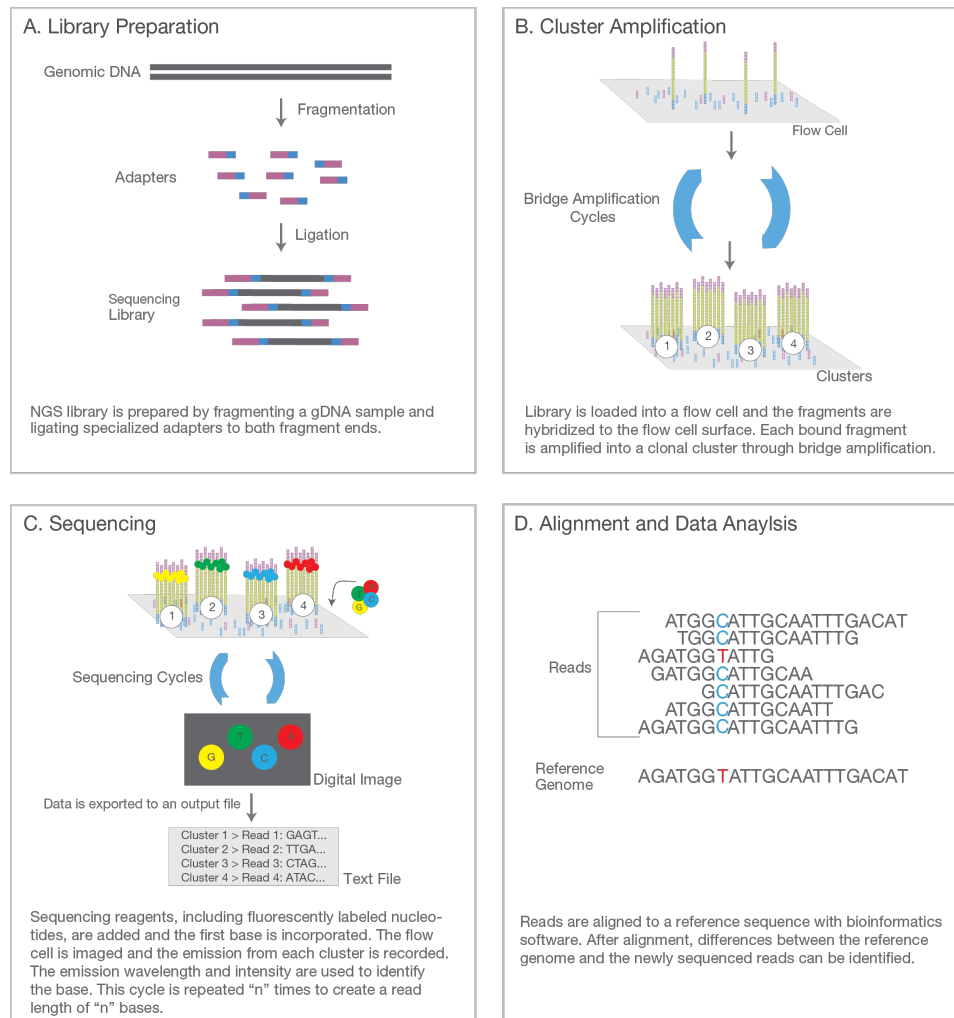 A. Library Preparation
Genomic DNA
Fragmentation
Adapters
Ligation
Sequencing
Library
NGS library is prepared by fragmenting a gDNA sample and
ligating specialized adapters to both fragment ends.
B. Cluster Amplification
Flow Cell
Bridge Amplification
Cycles
1
2
3
4
Clusters
Library is loaded into a flow cell and the fragments are
hybridized to the flow cell surface. Each bound fragment
is amplified into a clonal cluster through bridge amplification.
C. Sequencing
1
2
3
4
G
C
Sequencing Cycles
G
T
C
A
Digital Image
Data is exported to an output file
Cluster 1 > Read 1: GAGT...
Cluster 2 > Read 2: TTGA...
Cluster 3 > Read 3: CTAG...
Cluster 4 > Read 4: ATAC...
Text File
Sequencing reagents, including fluorescently labeled nucleo-
tides, are added and the first base is incorporated. The flow
cell is imaged and the emission from each cluster is recorded.
The emission wavelength and intensity are used to identify
the base. This cycle is repeated “n” times to create a read
length of “n” bases.
D. Alignment and Data Anaylsis
Reads
ATGGCATTGCAATTTGACAT
TGGCATTGCAATTTG
AGATGGTATTG
GATGGCATTGCAA
GCATTGCAATTTGAC
ATGGCATTGCAATT
AGATGGCATTGCAATTTG
Reference
Genome
AGATGGTATTGCAATTTGACAT
Reads are aligned to a reference sequence with bioinformatics
software. After alignment, differences between the reference
genome and the newly sequenced reads can be identified.